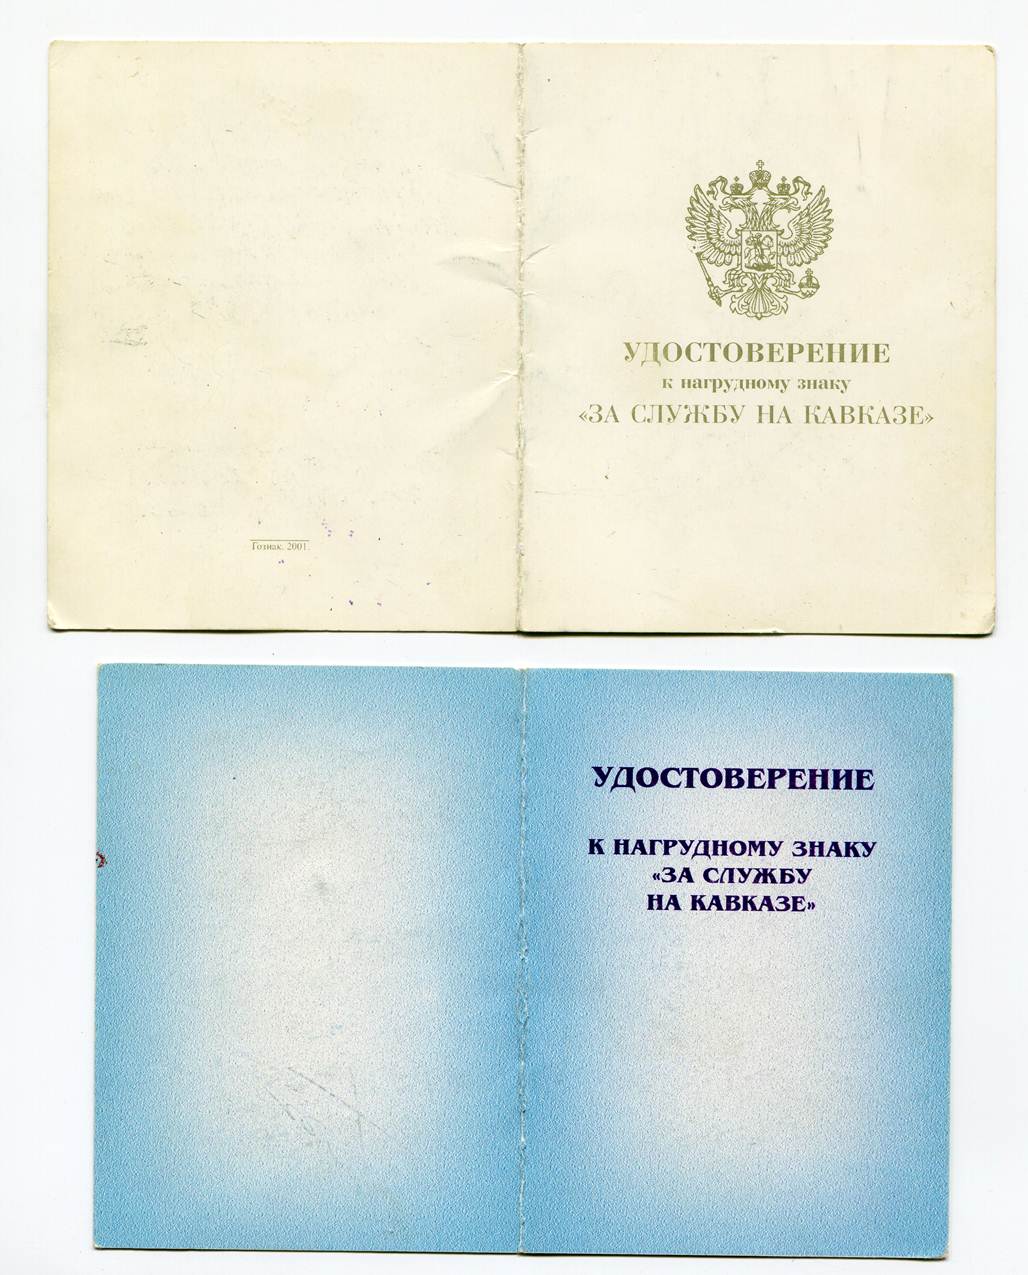 УДОСТОВЕРЕНИЕ
к нагрудному знаку
«ЗА СЛУЖБУ НА КАВКАЗЕ»
Гознак. 2001.
УДОСТОВЕРЕНИЕ
К НАГРУДНОМУ ЗНАКУ
«ЗА СЛУЖБУ
НА КАВКАЗЕ»